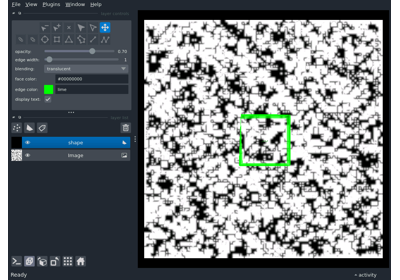 File View Plugins Window Help
opacity: 0.70
edge width: 1
blending: translucent
face color: #00000000
edge color: lime
display text: ✓
shape
image
Ready
activity